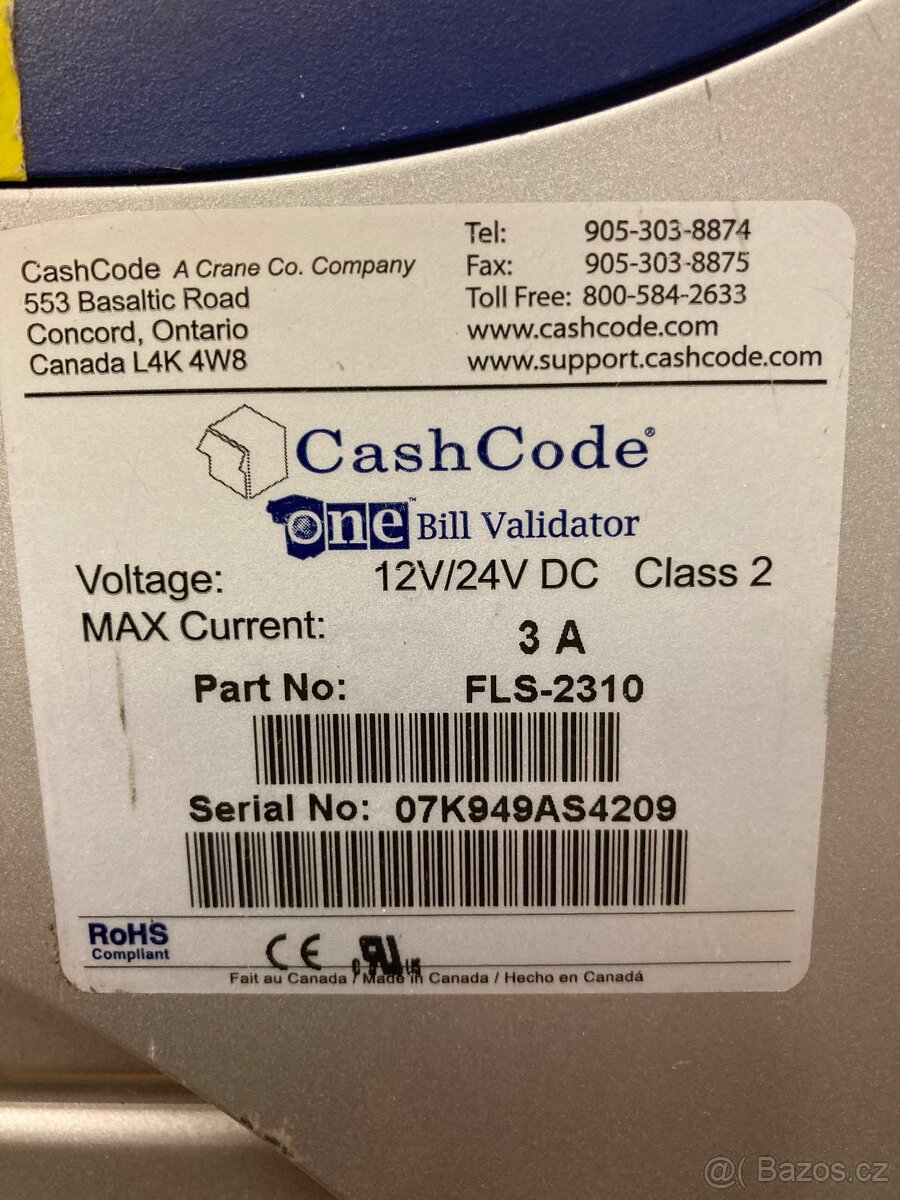 CashCode A Crane Co. Company
553 Basaltic Road
Concord, Ontario
Canada L4K 4W8
Tel: 905-303-8874
Fax: 905-303-8875
Toll Free: 800-584-2633
www.cashcode.com
www.support.cashcode.com
CashCode®
one™ Bill Validator
Voltage: 12V/24V DC Class 2
MAX Current: 3 A
Part No: FLS-2310
Serial No: 07K949AS4209
RoHS
Compliant
CE
c RU us
Fait au Canada / Made in Canada / Hecho en Canadá
@( Bazos.cz